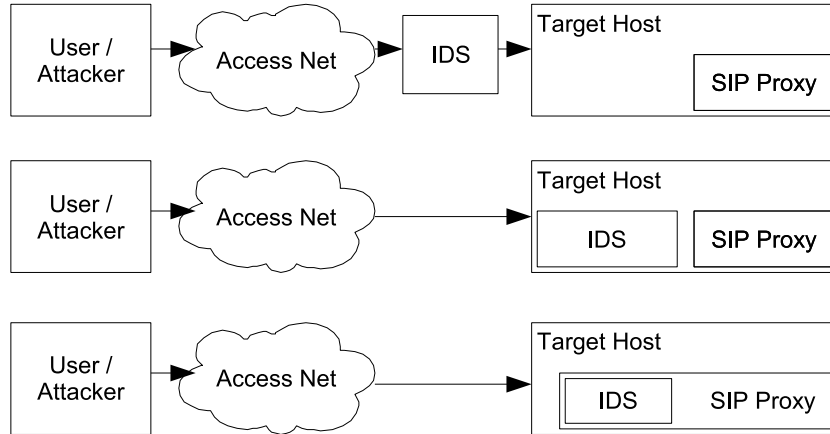 User /
Attacker
Access Net
IDS
Target Host
SIP Proxy
User /
Attacker
Access Net
Target Host
IDS
SIP Proxy
User /
Attacker
Access Net
Target Host
IDS
SIP Proxy